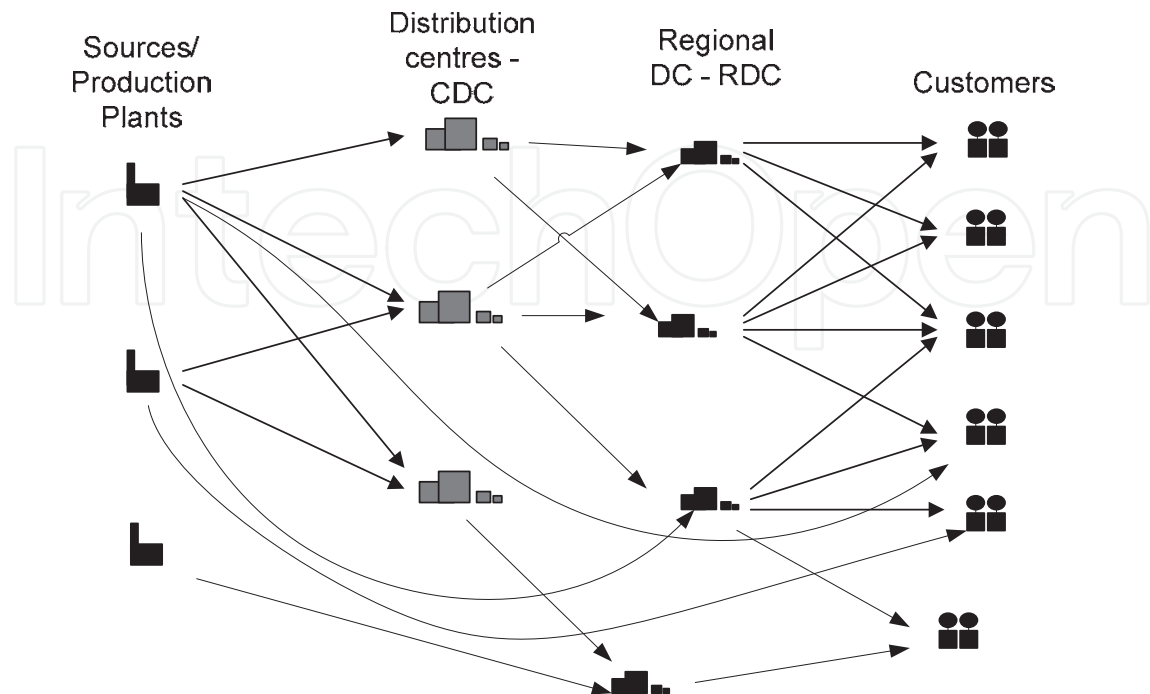 Sources/
Production
Plants
Distribution
centres -
CDC
Regional
DC - RDC
Customers
IntechOpen